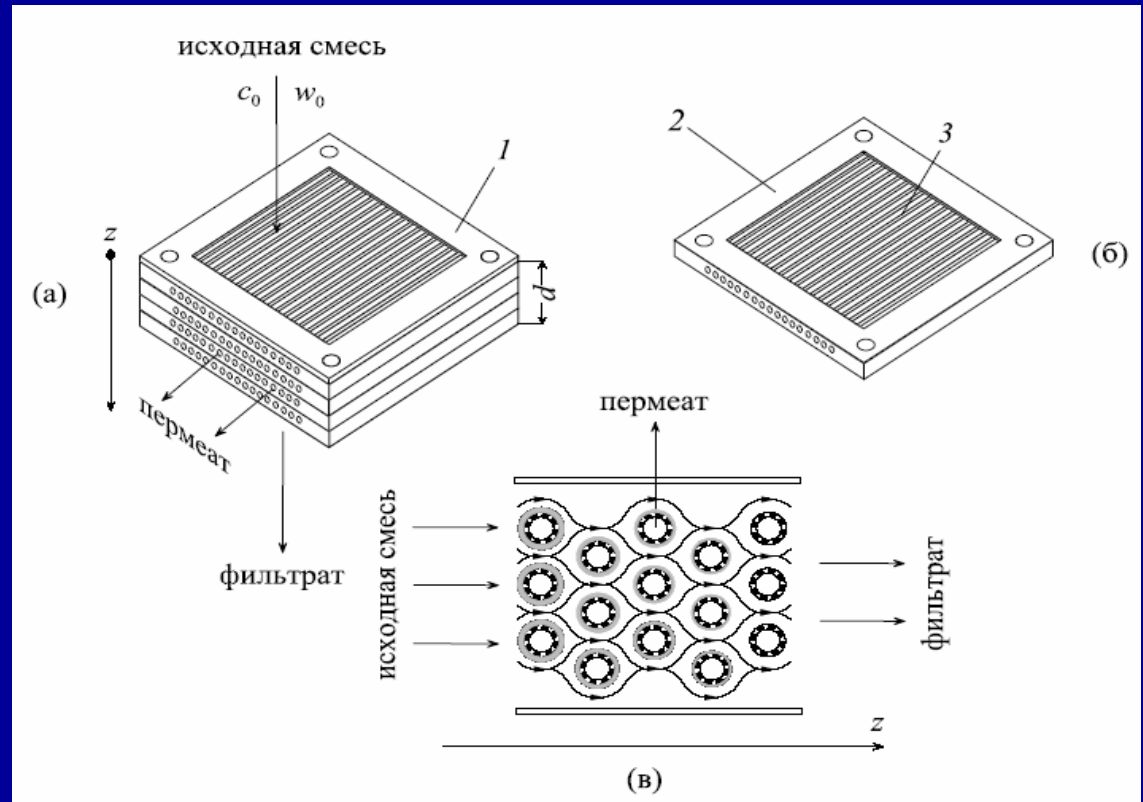 исходная смесь
c₀ w₀
1
2
3
z
(а)
d
(б)
пермеат
фильтрат
пермеат
исходная смесь
фильтрат
z
(в)